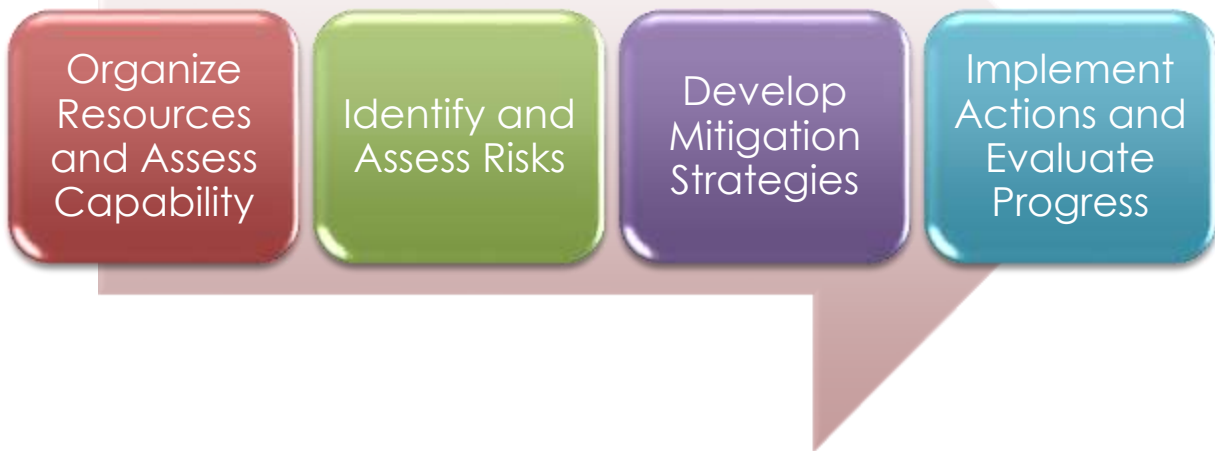 Organize
Resources
and Assess
Capability
Identify and
Assess Risks
Develop
Mitigation
Strategies
Implement
Actions and
Evaluate
Progress